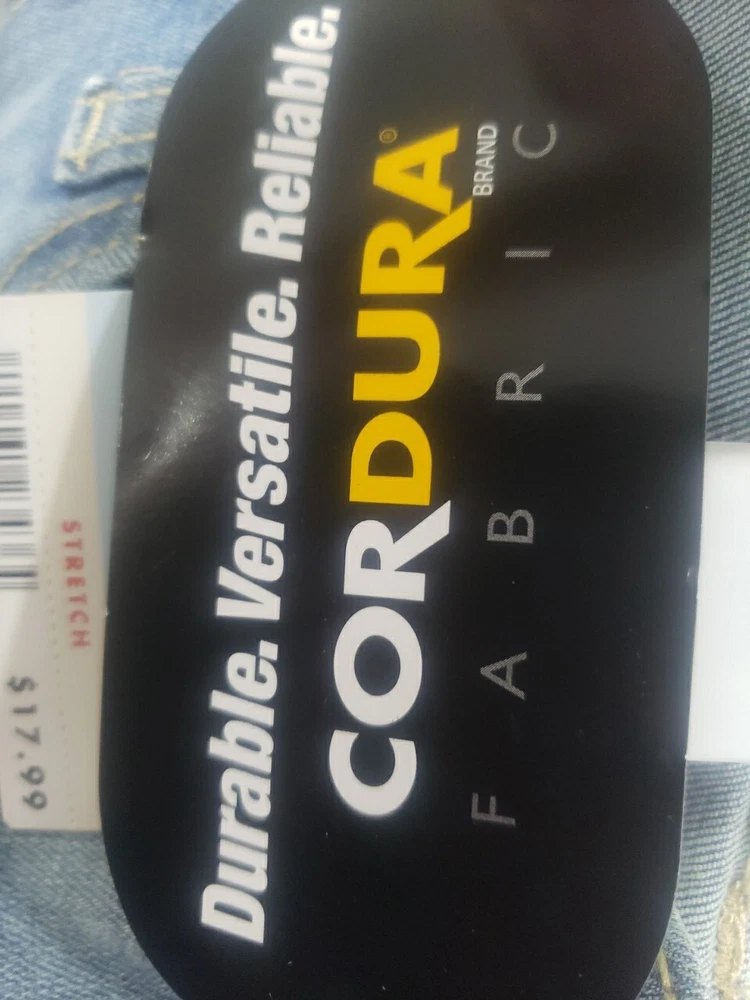 Durable. Versatile. Reliable.
CORDURA®
BRAND
FABRIC
STRETCH
$17.99